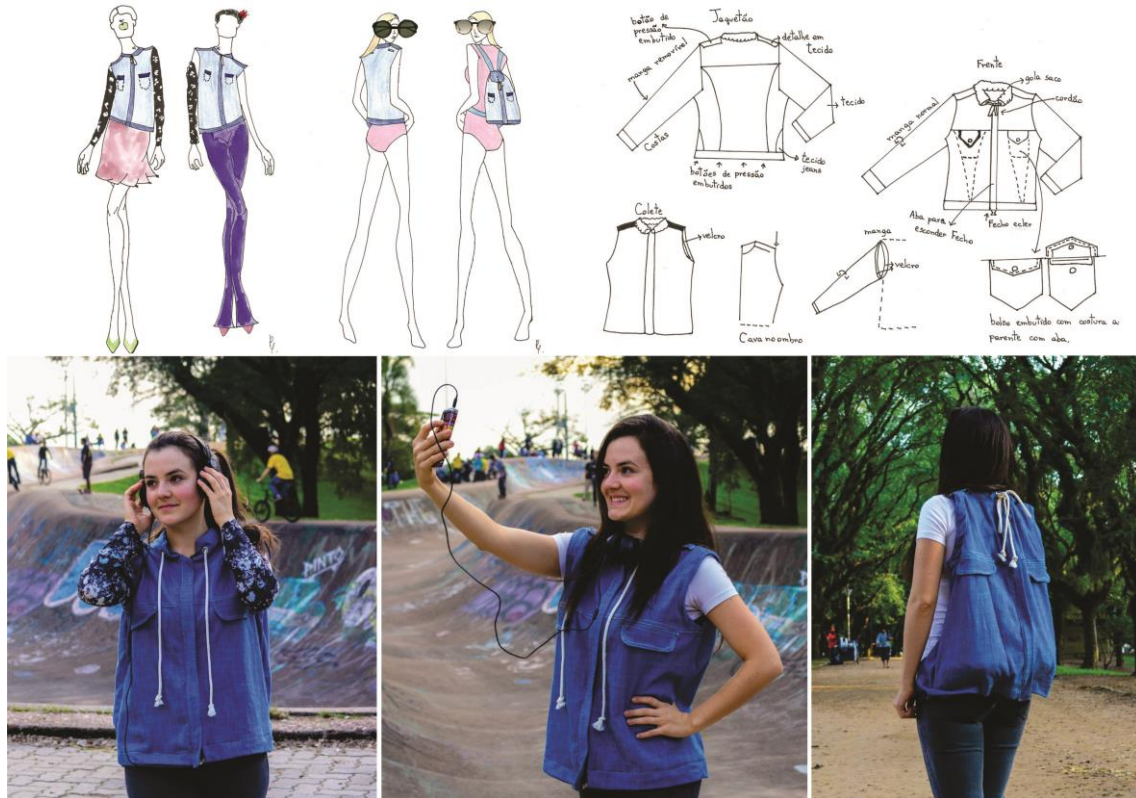 Jaquetão
botão de
pressão
embutido
detalhe em
tecido
manga removível
tecido
Costas
tecido
jeans
botões de pressão
embutidos
Frente
gola saco
cordão
manga normal
Aba para
esconder Fecho
Fecho ecler
Colete
velcro
Cava no ombro
manga
velcro
bolso embutido com costura a
parente com aba.
MNTO